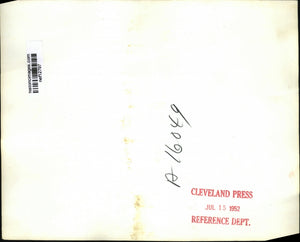 A 16049
CLEVELAND PRESS
JUL 15 1952
REFERENCE DEPT.